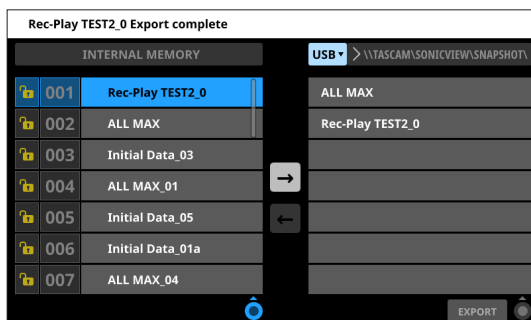 Rec-Play TEST2_0 Export complete
INTERNAL MEMORY
USB \\TASCAM\SONICVIEW\SNAPSHOT\
001 Rec-Play TEST2_0
002 ALL MAX
003 Initial Data_03
004 ALL MAX_01
005 Initial Data_05
006 Initial Data_01a
007 ALL MAX_04
ALL MAX
Rec-Play TEST2_0
EXPORT